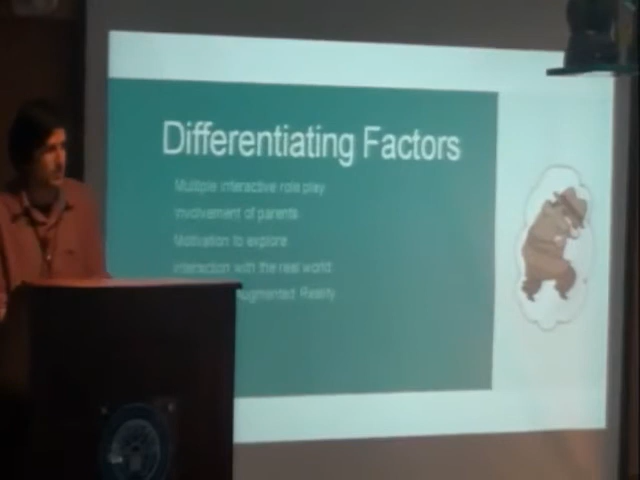 Differentiating Factors
Multiple interactive role play
Involvement of parents
Motivation to explore
Interaction with the real world
Augmented Reality